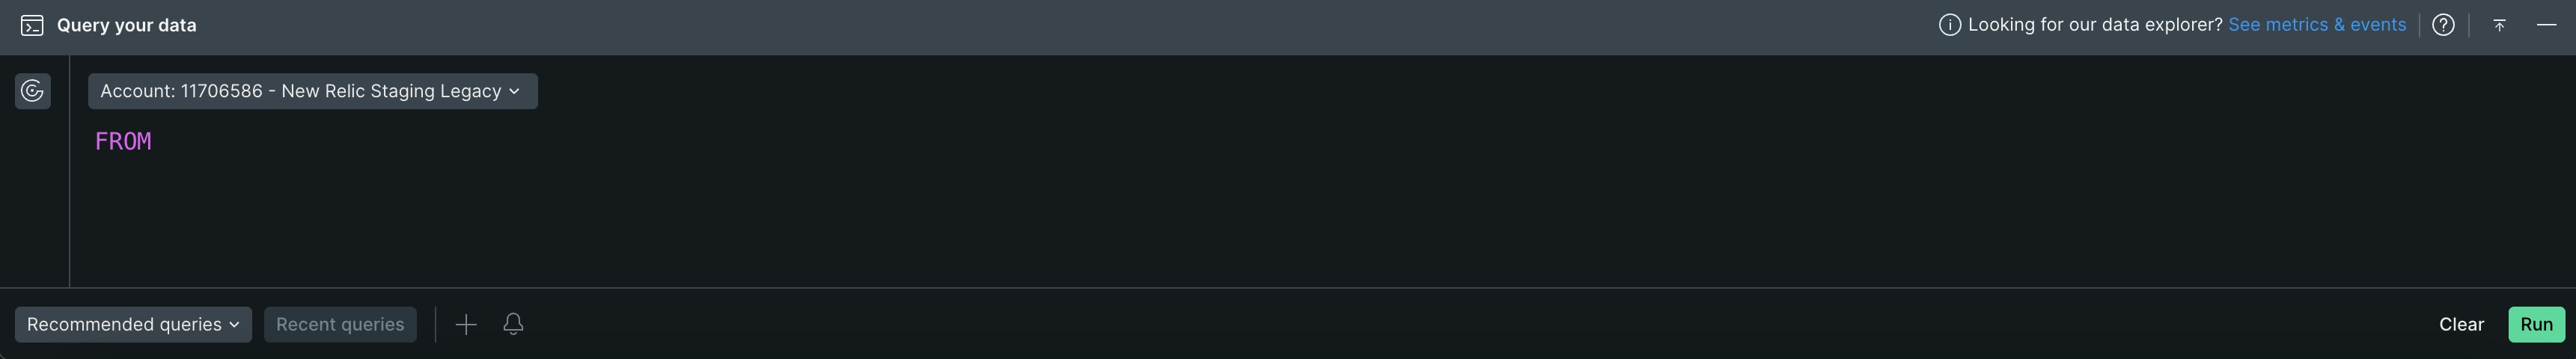 Query your data
Looking for our data explorer? See metrics & events
Account: 11706586 - New Relic Staging Legacy
FROM
Recommended queries
Recent queries
Clear
Run